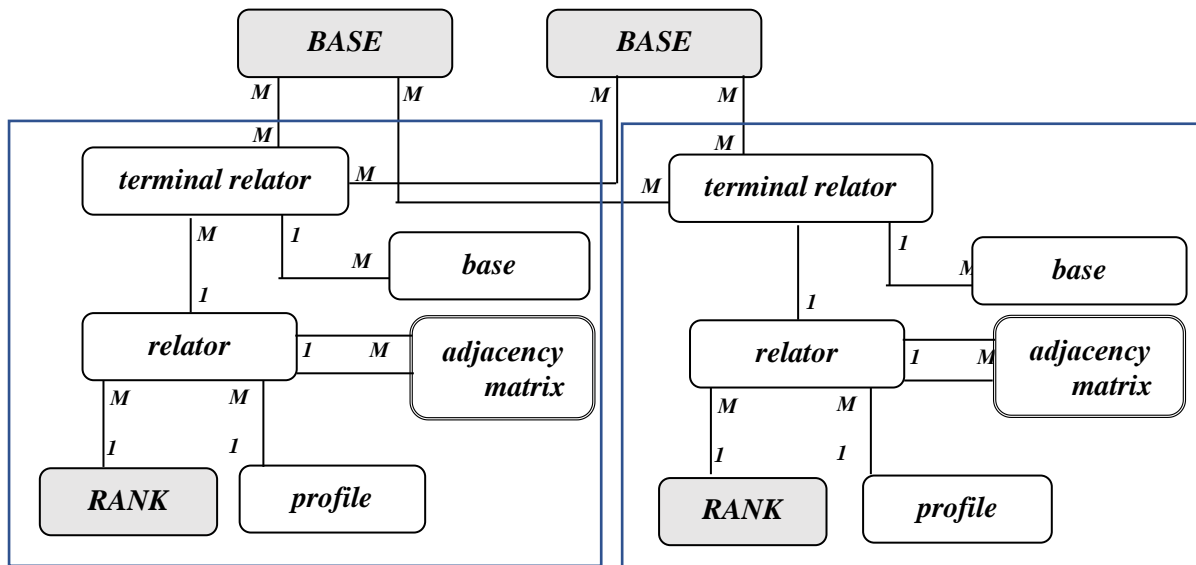 BASE
BASE
M
M
M
M
M
M
terminal relator
M
M
terminal relator
M
1
1
M
base
M
base
1
1
relator
1
M
adjacency
matrix
relator
1
M
adjacency
matrix
M
M
M
M
1
1
1
1
RANK
profile
RANK
profile